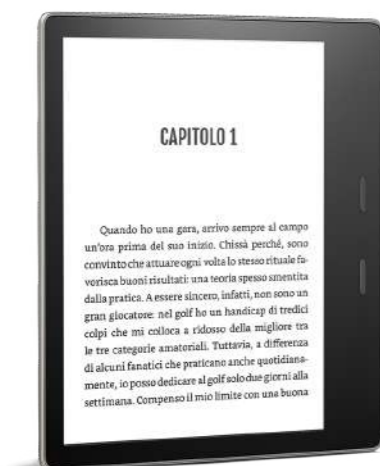 CAPITOLO 1
Quando ho una gara, arrivo sempre al campo
un'ora prima del suo inizio. Chissà perché, sono
convinto che attuare ogni volta lo stesso rituale fa-
vorisca buoni risultati: una teoria spesso smentita
dalla pratica. A essere sincero, infatti, non sono un
gran giocatore: nel golf ho un handicap di tredici
colpi che mi colloca a ridosso della migliore tra
le tre categorie amatoriali. Tuttavia, a differenza
di alcuni fanatici che praticano anche quotidiana-
mente, io posso dedicare al golf solo due giorni alla
settimana. Compenso il mio limite con una buona